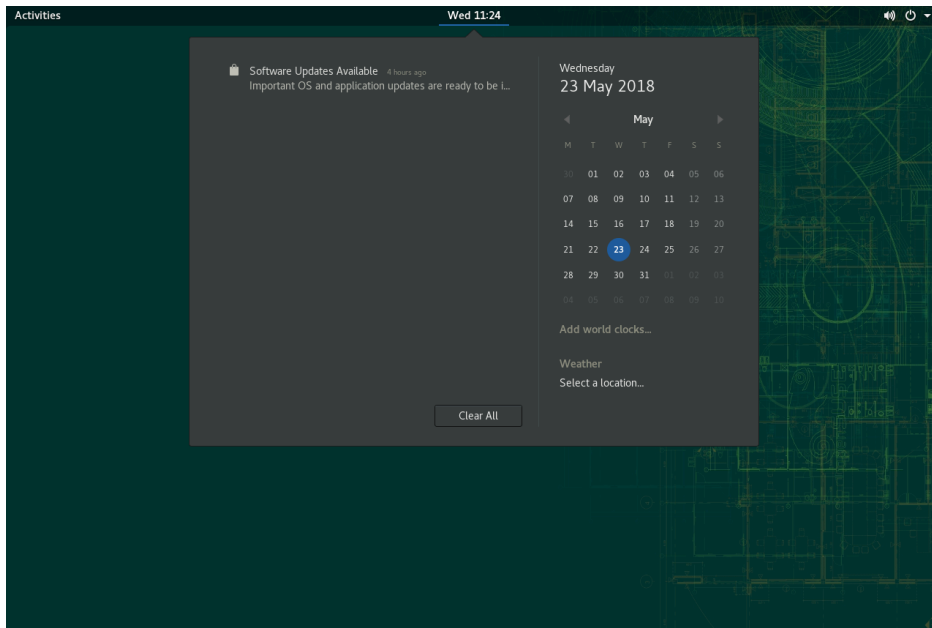 Activities
Wed 11:24
Software Updates Available 4 hours ago
Important OS and application updates are ready to be i...
Clear All
Wednesday
23 May 2018
May
M T W T F S S
30 01 02 03 04 05 06
07 08 09 10 11 12 13
14 15 16 17 18 19 20
21 22 23 24 25 26 27
28 29 30 31 01 02 03
04 05 06 07 08 09 10
Add world clocks...
Weather
Select a location...